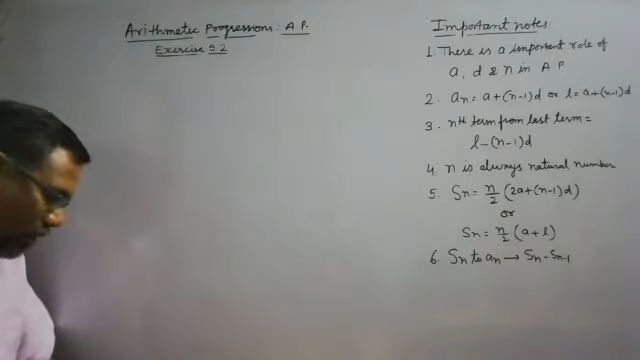 Arithmetic Progressions: A.P.
Exercise 5.2
Important notes
1. There is a important role of
a, d & n in A P
2. an = a+(n-1)d or l = a+(n-1)d
3. nth term from last term =
l-(n-1)d
4. n is always natural number
5. Sn = n/2 (2a+(n-1)d)
or
Sn = n/2 (a+l)
6. Sn to an → Sn-Sn-1